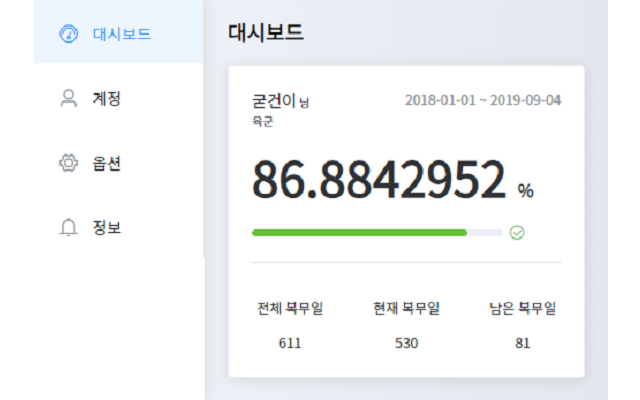 대시보드
계정
옵션
정보
대시보드
굳건이 님
2018-01-01 ~ 2019-09-04
육군
86.8842952 %
전체 복무일 현재 복무일 남은 복무일
611 530 81